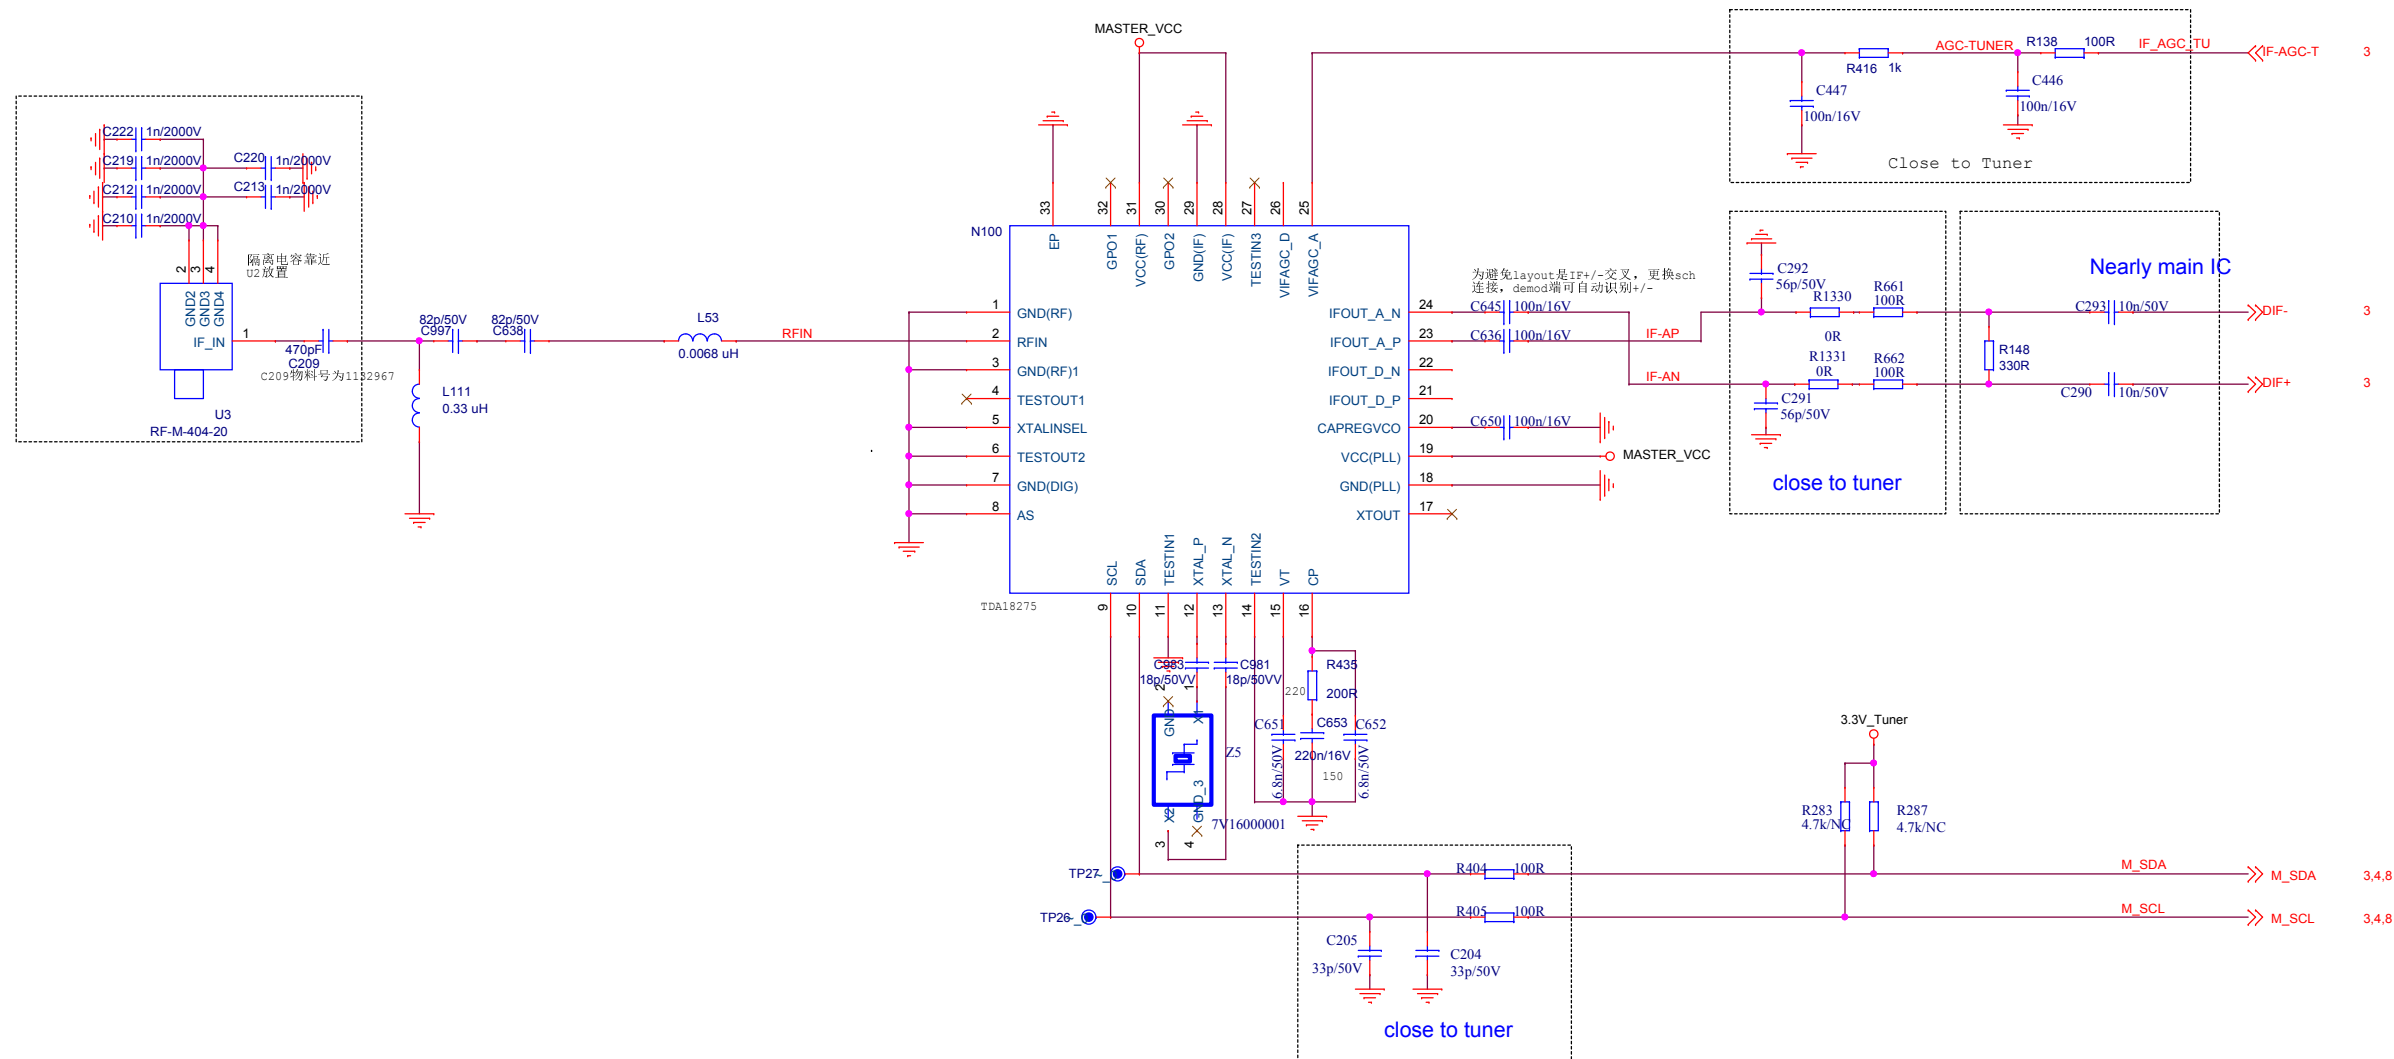 MASTER_VCC
R138 100R
AGC-TUNER
IF_AGC_TU
IF-AGC-T 3
R416 1k
C447
100n/16V
C446
100n/16V
Close to Tuner
C222 1n/2000V
C219 1n/2000V
C220 1n/2000V
C212 1n/2000V
C213 1n/2000V
C210 1n/2000V
隔离电容靠近
U2放置
2 3 4
GND2 GND3 GND4
IF_IN
1
470pF
C209
C209物料号为1132967
U3
RF-M-404-20
82p/50V
C997
82p/50V
C638
L111
0.33 uH
L53
0.0068 uH
RFIN
N100
33 32 31 30 29 28 27 26 25
EP GPO1 VCC(RF) GPO2 GND(IF) VCC(IF) TESTIN3 VIFAGC_D VIFAGC_A
1 GND(RF)
2 RFIN
3 GND(RF)1
4 TESTOUT1
5 XTALINSEL
6 TESTOUT2
7 GND(DIG)
8 AS
IFOUT_A_N 24
IFOUT_A_P 23
IFOUT_D_N 22
IFOUT_D_P 21
CAPREGVCO 20
VCC(PLL) 19
GND(PLL) 18
XTOUT 17
SCL SDA TESTIN1 XTAL_P XTAL_N TESTIN2 VT CP
9 10 11 12 13 14 15 16
TDA18275
为避免layout是IF+/-交叉，更换sch
连接，demod端可自动识别+/-
C645 100n/16V
C636 100n/16V
IF-AP
IF-AN
C650 100n/16V
MASTER_VCC
C292
56p/50V
R1330
0R
R661
100R
R1331
0R
R662
100R
C291
56p/50V
close to tuner
Nearly main IC
C293 10n/50V
DIF- 3
R148
330R
C290 10n/50V
DIF+ 3
C983
18p/50VV
C981
18p/50VV
2 1
GND X1
Z5
X2 GND_3
3 4
7V16000001
R435
220
200R
C651
6.8n/50V
C653
220n/16V
150
C652
6.8n/50V
3.3V_Tuner
R283
4.7k/NC
R287
4.7k/NC
TP27
R404 100R
M_SDA
M_SDA 3,4,8
TP26
R405 100R
M_SCL
M_SCL 3,4,8
C205
33p/50V
C204
33p/50V
close to tuner